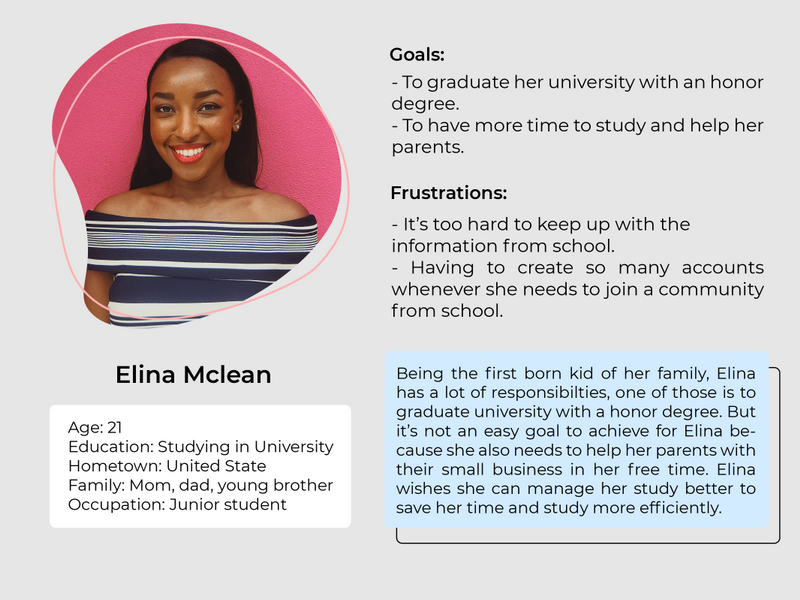 Goals:
- To graduate her university with an honor
degree.
- To have more time to study and help her
parents.
Frustrations:
- It’s too hard to keep up with the
information from school.
- Having to create so many accounts
whenever she needs to join a community
from school.
Elina Mclean
Age: 21
Education: Studying in University
Hometown: United State
Family: Mom, dad, young brother
Occupation: Junior student
Being the first born kid of her family, Elina
has a lot of responsibilties, one of those is to
graduate university with a honor degree. But
it’s not an easy goal to achieve for Elina be-
cause she also needs to help her parents with
their small business in her free time. Elina
wishes she can manage her study better to
save her time and study more efficiently.